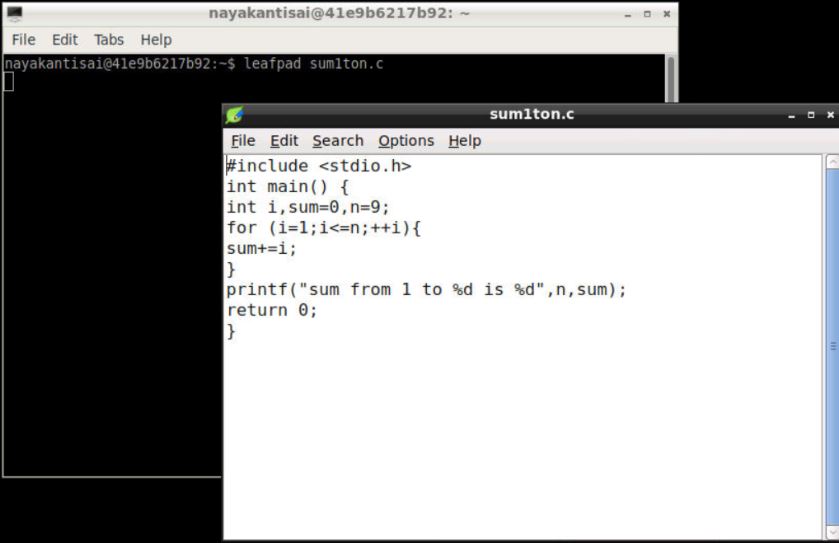 nayakantisai@41e9b6217b92: ~
File Edit Tabs Help
nayakantisai@41e9b6217b92:~$ leafpad sum1ton.c
sum1ton.c
File Edit Search Options Help
#include <stdio.h>
int main() {
int i,sum=0,n=9;
for (i=1;i<=n;++i){
sum+=i;
}
printf("sum from 1 to %d is %d",n,sum);
return 0;
}